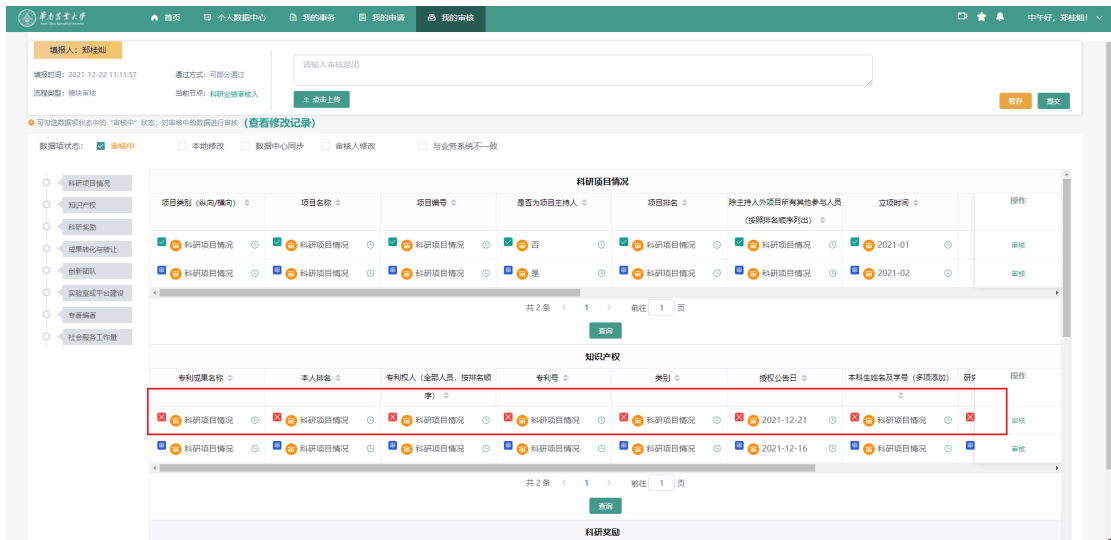 华南农业大学 首页 个人数据中心 我的事务 我的申请 我的审核 中午好，郑桂灿!
填报人：郑桂灿
请输入审核意见
填报时间：2021-12-22 11:11:57 通过方式：可部分通过
流程类型：模块审核 当前节点：科研业绩审核人
点击上传
暂存 提交
可勾选数据项状态中的“审核中”状态，对审核中的数据进行审核（查看修改记录）
数据项状态： 审核中 本地修改 数据中心同步 审核人修改 与业务系统不一致
科研项目情况
知识产权
科研奖励
成果转化与转让
创新团队
实验室或平台建设
专著编著
社会服务工作量
科研项目情况
项目类别（纵向/横向） 项目名称 项目编号 是否为项目主持人 项目排名 除主持人外项目所有其他参与人员（按照排名顺序列出） 立项时间 操作
科研项目情况 科研项目情况 科研项目情况 否 科研项目情况 科研项目情况 2021-01 审核
审 科研项目情况 科研项目情况 科研项目情况 是 科研项目情况 科研项目情况 2021-02 审核
共 2 条 1 前往 1 页
查询
知识产权
专利成果名称 本人排名 专利权人（全部人员，按排名顺序） 专利号 类别 授权公告日 本科生姓名及学号（多项添加） 操作
科研项目情况 科研项目情况 科研项目情况 科研项目情况 科研项目情况 2021-12-21 科研项目情况 审核
科研项目情况 科研项目情况 科研项目情况 科研项目情况 科研项目情况 2021-12-16 科研项目情况 审核
共 2 条 1 前往 1 页
查询
科研奖励